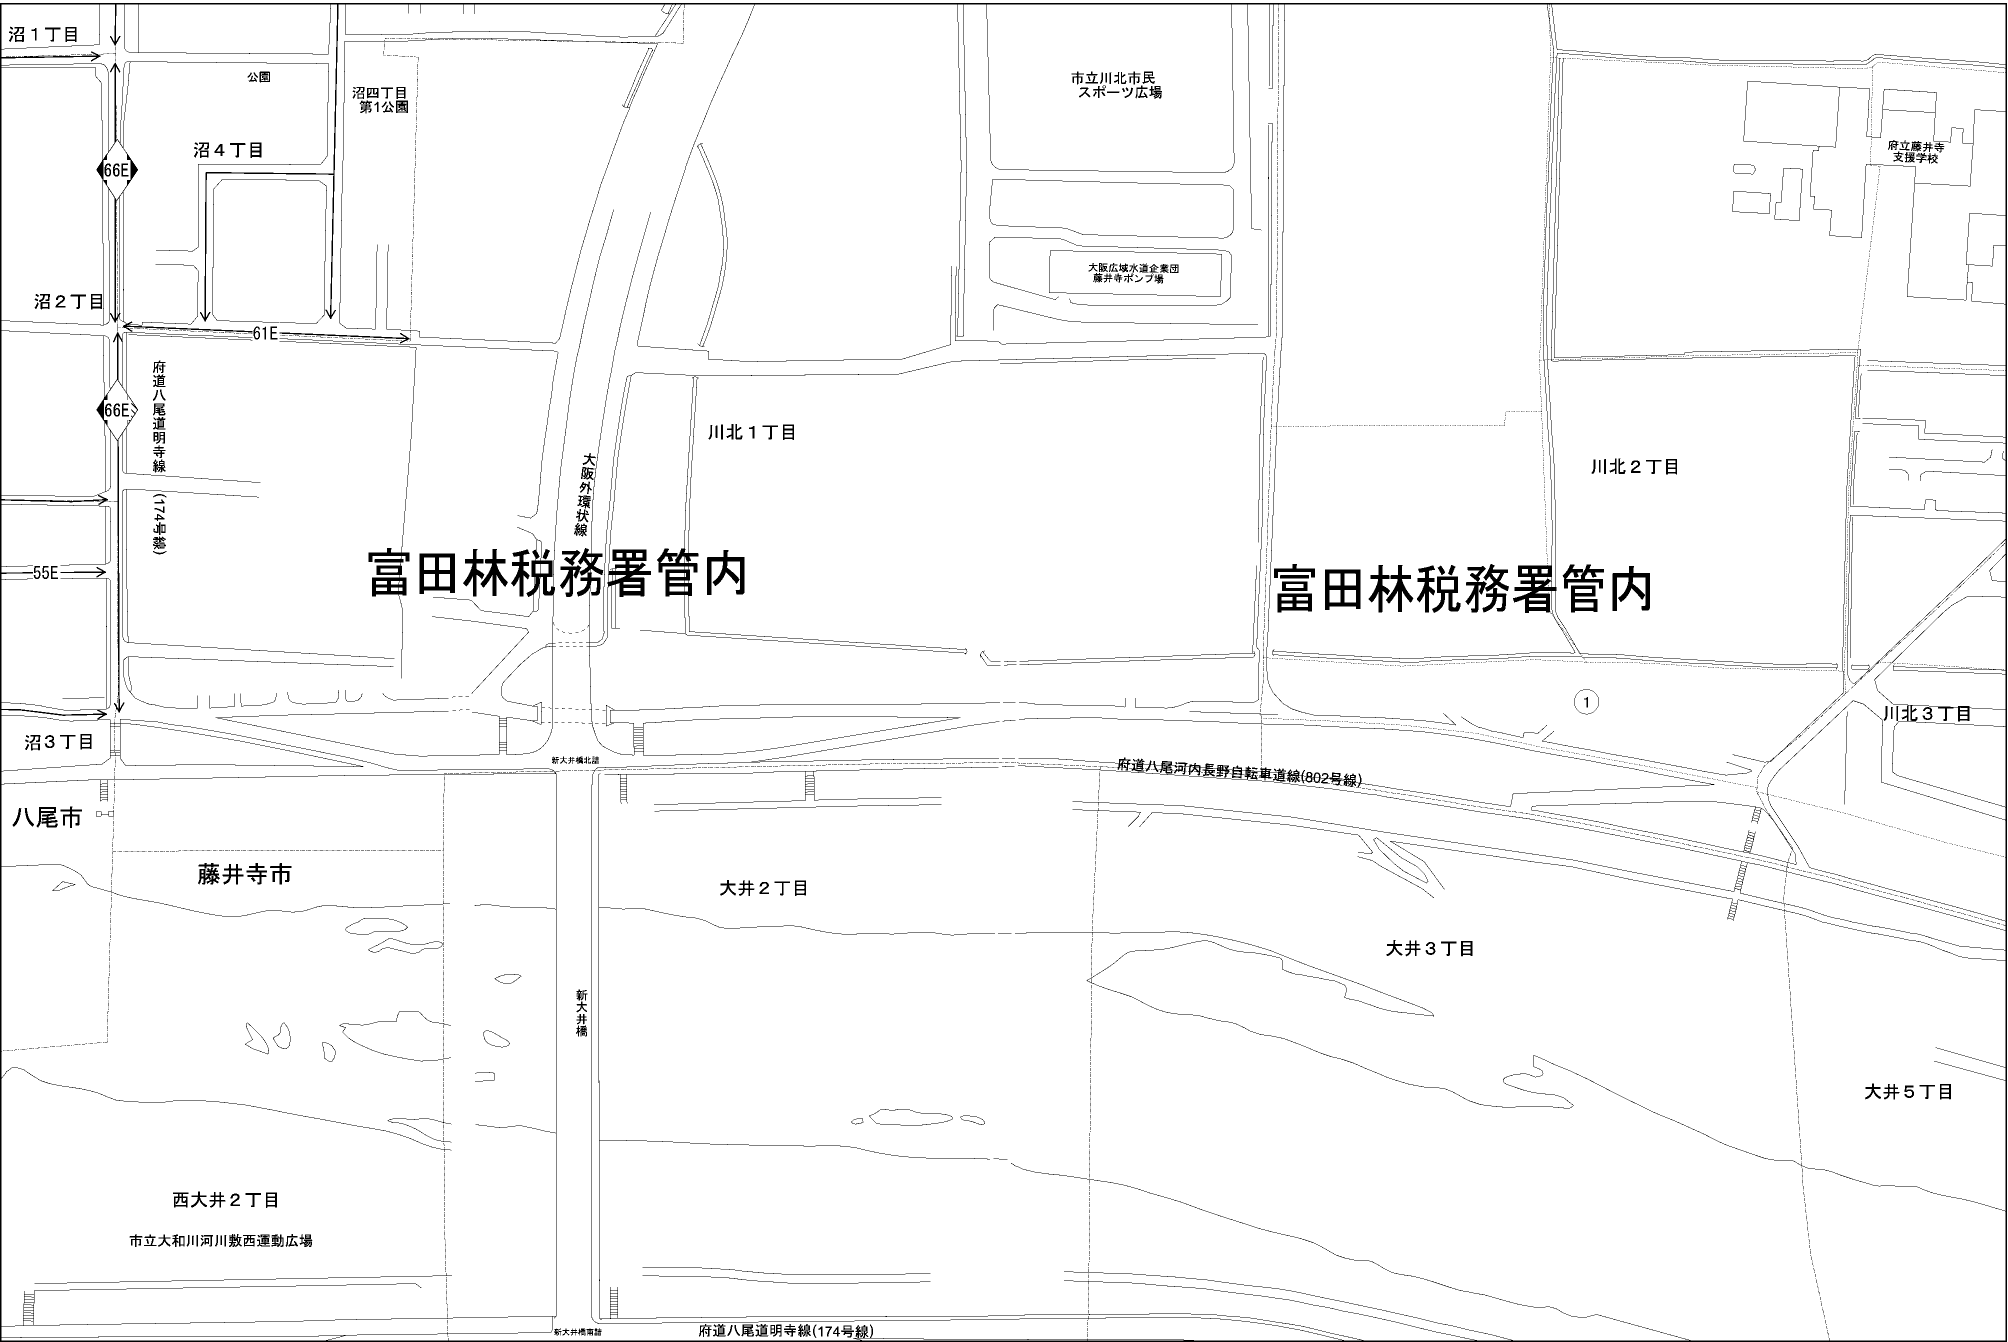 沼１丁目
公園
沼四丁目
第1公園
市立川北市民
スポーツ広場
沼４丁目
府立藤井寺
支援学校
66E
大阪広域水道企業団
藤井寺ポンプ場
沼２丁目
61E
府道八尾道明寺線 (174号線)
66E
川北１丁目
川北２丁目
大阪外環状線
55E
富田林税務署管内
富田林税務署管内
1
川北３丁目
沼３丁目
新大井橋北詰
府道八尾河内長野自転車道線(802号線)
八尾市
藤井寺市
大井２丁目
大井３丁目
新大井橋
大井５丁目
西大井２丁目
市立大和川河川敷西運動広場
新大井橋南詰
府道八尾道明寺線(174号線)